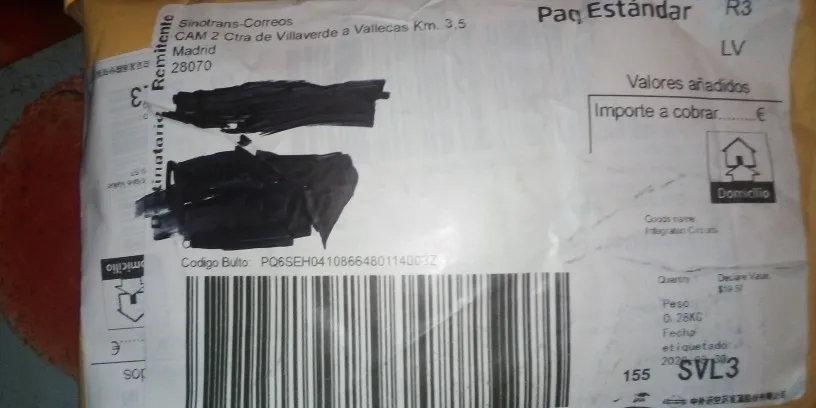 Remitente
Sinotrans-Correos
CAM 2 Ctra de Villaverde a Vallecas Km. 3,5
Madrid
28070
Paq Estándar
R3
LV
Valores añadidos
Importe a cobrar........€
Domicilio
Goods name
Integrated Circuits
Codigo Bulto: PQ6SEH0410866480114003Z
Quantity
Declare Value
Peso
0.28KG
Fecha
etiquetado:
155
SVL3